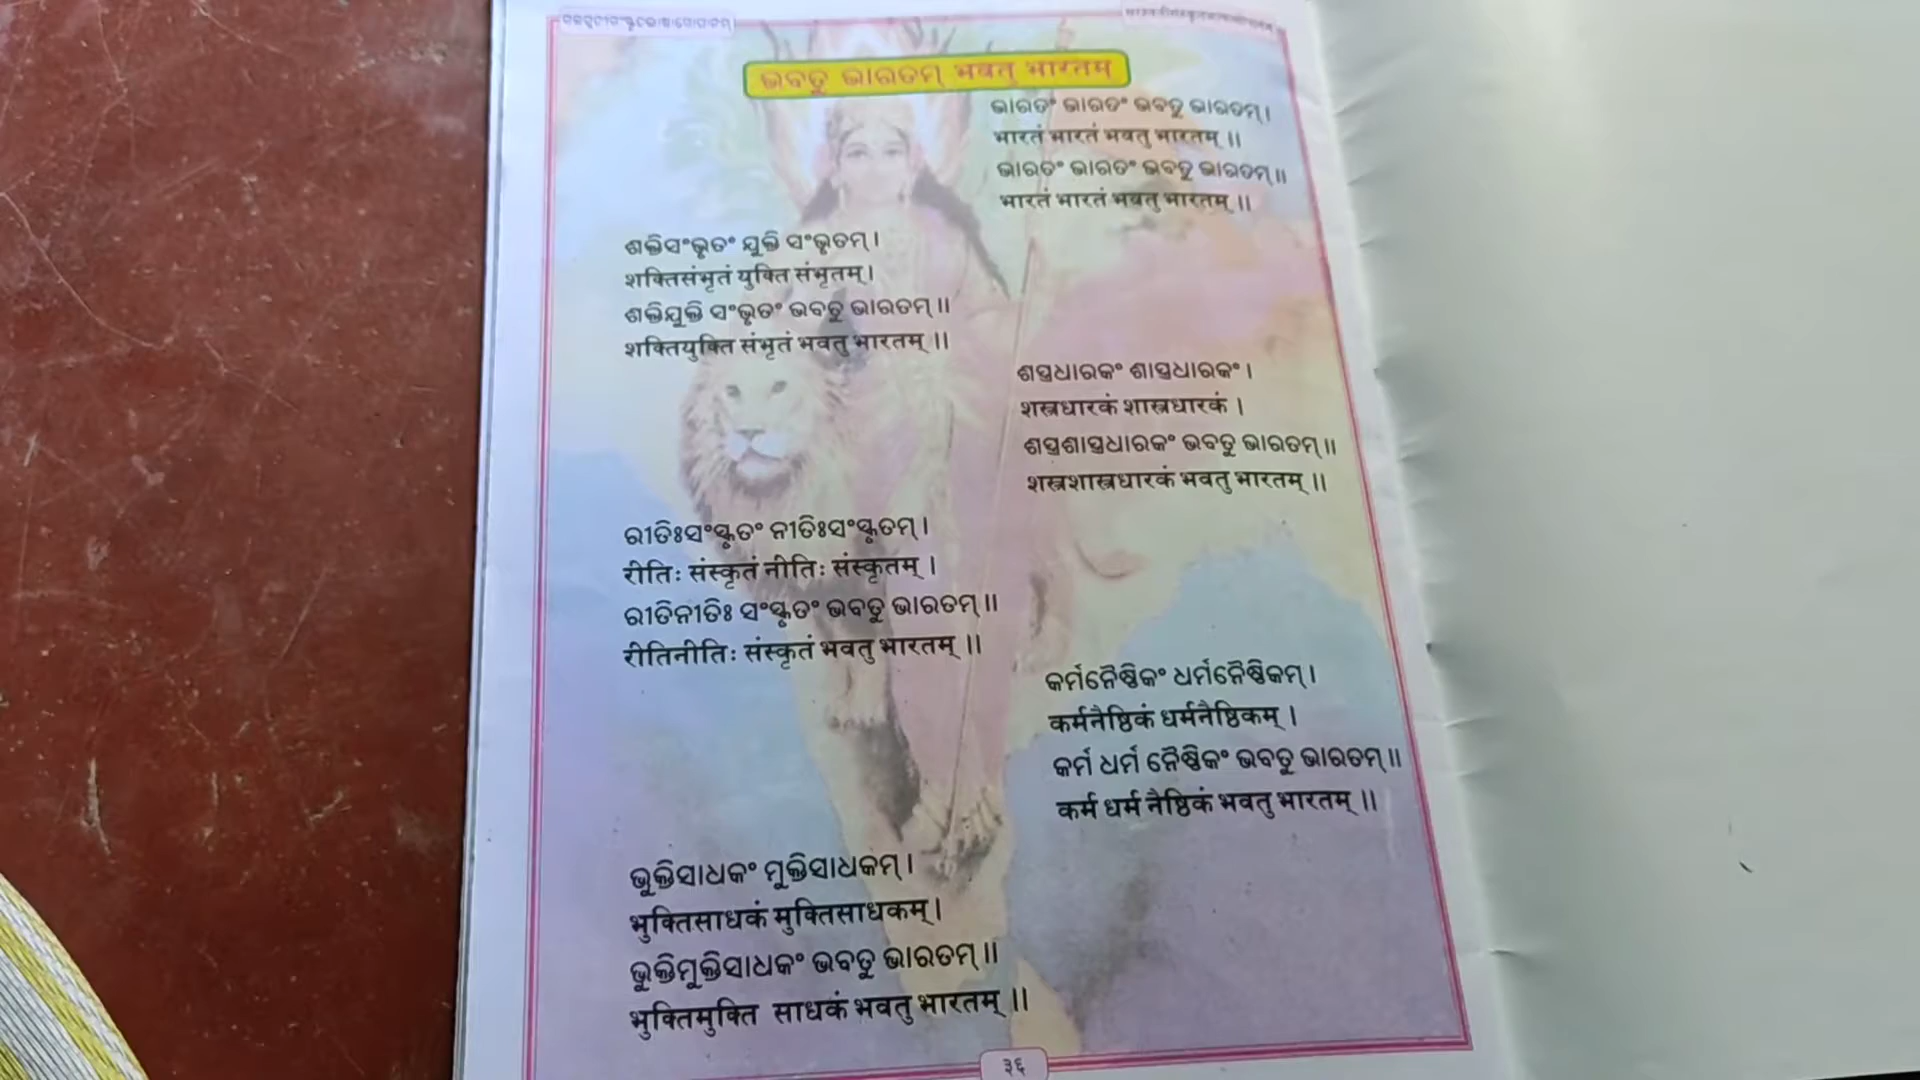 ଭବତୁ ଭାରତମ୍ भवतु भारतम्
ଭାରତଂ ଭାରତଂ ଭବତୁ ଭାରତମ୍।
भारतं भारतं भवतु भारतम् ॥
ଭାରତଂ ଭାରତଂ ଭବତୁ ଭାରତମ୍॥
भारतं भारतं भवतु भारतम् ॥
ଶକ୍ତିସଂଭୃତଂ ଯୁକ୍ତି ସଂଭୃତମ୍।
शक्तिसंभृतं युक्ति संभृतम्।
ଶକ୍ତିଯୁକ୍ତି ସଂଭୃତଂ ଭବତୁ ଭାରତମ୍॥
शक्तियुक्ति संभृतं भवतु भारतम् ॥
ଶସ୍ତ୍ରଧାରକଂ ଶାସ୍ତ୍ରଧାରକଂ।
शस्त्रधारकं शास्त्रधारकं ।
ଶସ୍ତ୍ରଶାସ୍ତ୍ରଧାରକଂ ଭବତୁ ଭାରତମ୍॥
शस्त्रशास्त्रधारकं भवतु भारतम् ॥
ରୀତିଃସଂସ୍କୃତଂ ନୀତିଃସଂସ୍କୃତମ୍।
रीतिः संस्कृतं नीतिः संस्कृतम् ।
ରୀତିନୀତିଃ ସଂସ୍କୃତଂ ଭବତୁ ଭାରତମ୍॥
रीतिनीतिः संस्कृतं भवतु भारतम् ॥
କର୍ମନୈଷ୍ଠିକଂ ଧର୍ମନୈଷ୍ଠିକମ୍।
कर्मनैष्ठिकं धर्मनैष्ठिकम् ।
କର୍ମ ଧର୍ମ ନୈଷ୍ଠିକଂ ଭବତୁ ଭାରତମ୍॥
कर्म धर्म नैष्ठिकं भवतु भारतम् ॥
ଭୁକ୍ତିସାଧକଂ ମୁକ୍ତିସାଧକମ୍।
भुक्तिसाधकं मुक्तिसाधकम्।
ଭୁକ୍ତିମୁକ୍ତିସାଧକଂ ଭବତୁ ଭାରତମ୍॥
भुक्तिमुक्ति साधकं भवतु भारतम् ॥
३६